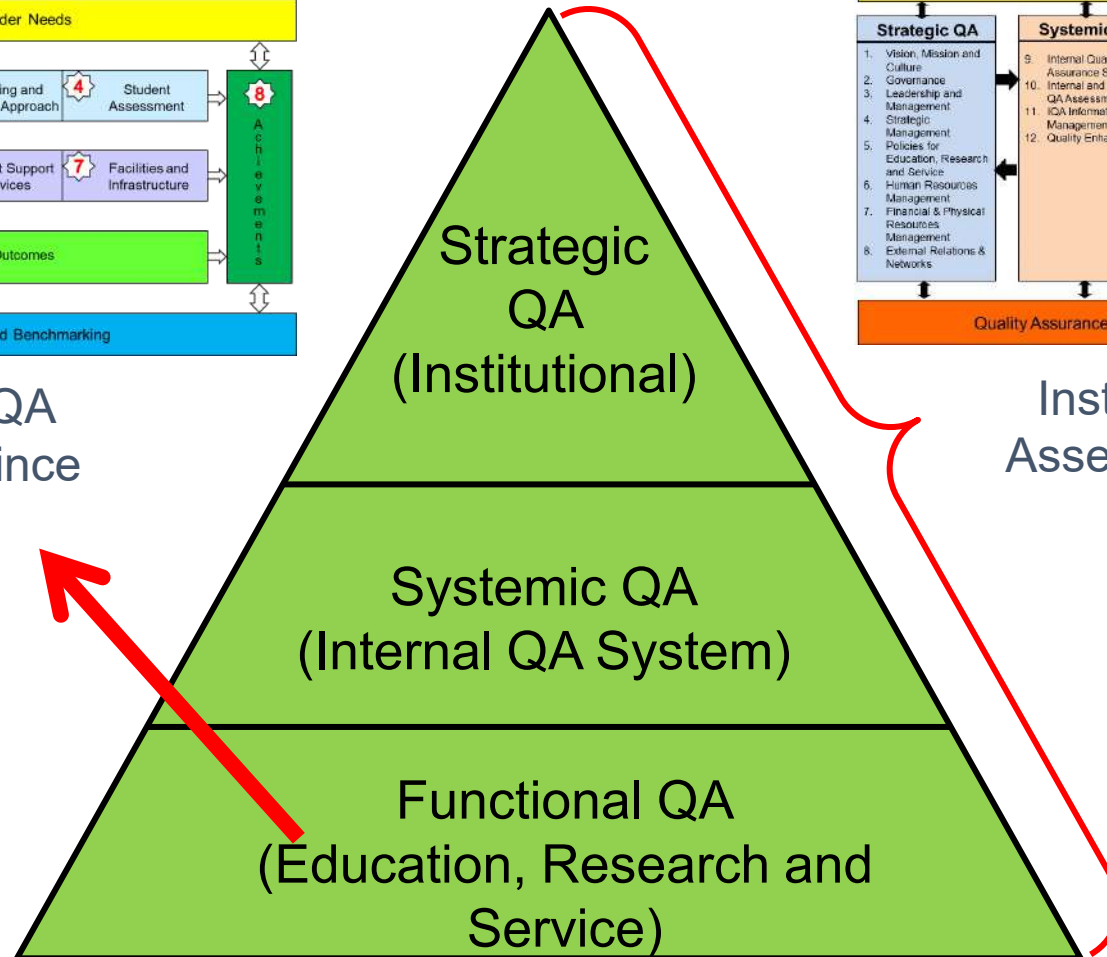 der Needs
ing and
Approach
4
Student
Assessment
8
Achievements
t Support
vices
7
Facilities and
Infrastructure
Outcomes
d Benchmarking
QA
ince
Strategic
QA
(Institutional)
Systemic QA
(Internal QA System)
Functional QA
(Education, Research and
Service)
Strategic QA
1. Vision, Mission and
Culture
2. Governance
3. Leadership and
Management
4. Strategic
Management
5. Policies for
Education, Research
and Service
6. Human Resources
Management
7. Financial & Physical
Resources
Management
8. External Relations &
Networks
Systemic
9. Internal Qua
Assurance S
10. Internal and
QA Assessm
11. IQA Informat
Management
12. Quality Enha
Quality Assurance
Inst
Asse